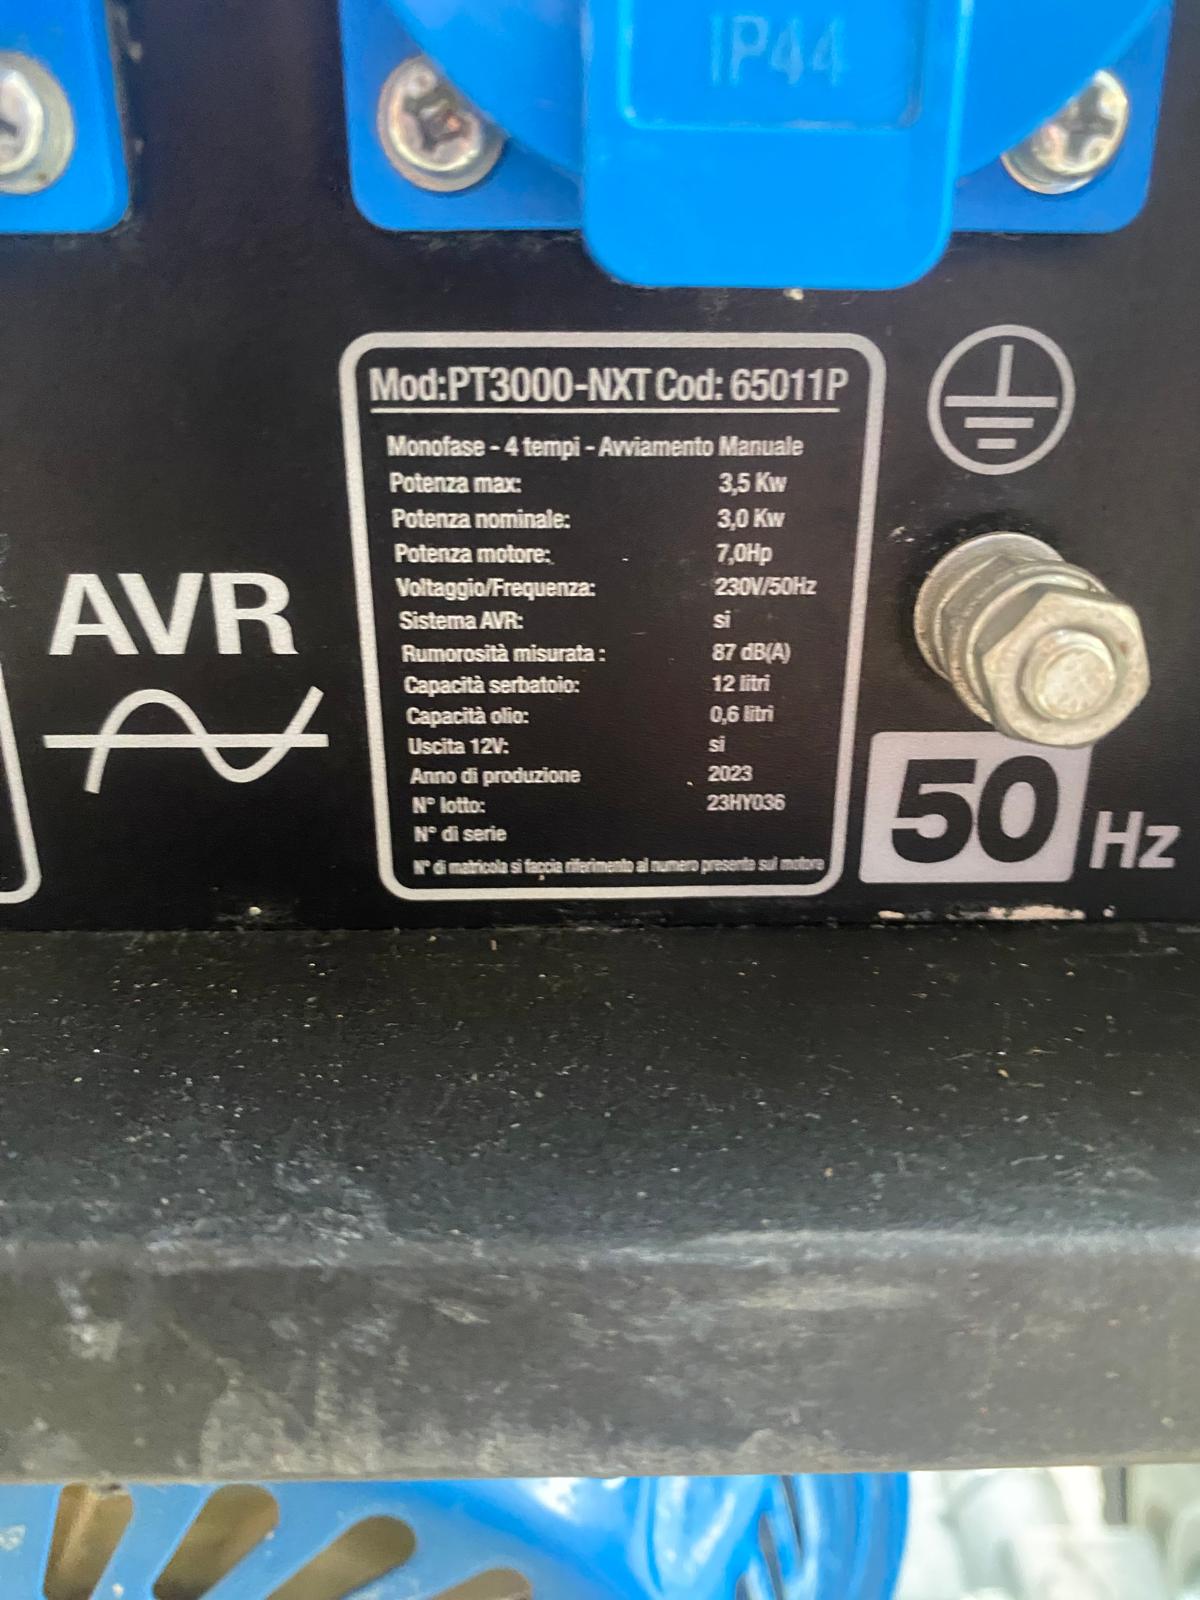 IP44
Mod:PT3000-NXT Cod: 65011P
Monofase - 4 tempi - Avviamento Manuale
Potenza max: 3,5 Kw
Potenza nominale: 3,0 Kw
Potenza motore: 7,0Hp
Voltaggio/Frequenza: 230V/50Hz
Sistema AVR: si
Rumorosità misurata : 87 dB(A)
Capacità serbatoio: 12 litri
Capacità olio: 0,6 litri
Uscita 12V: si
Anno di produzione 2023
N° lotto: 23HY036
N° di serie
N° di matricola si faccia riferimento al numero presente sul motore
AVR
50 Hz